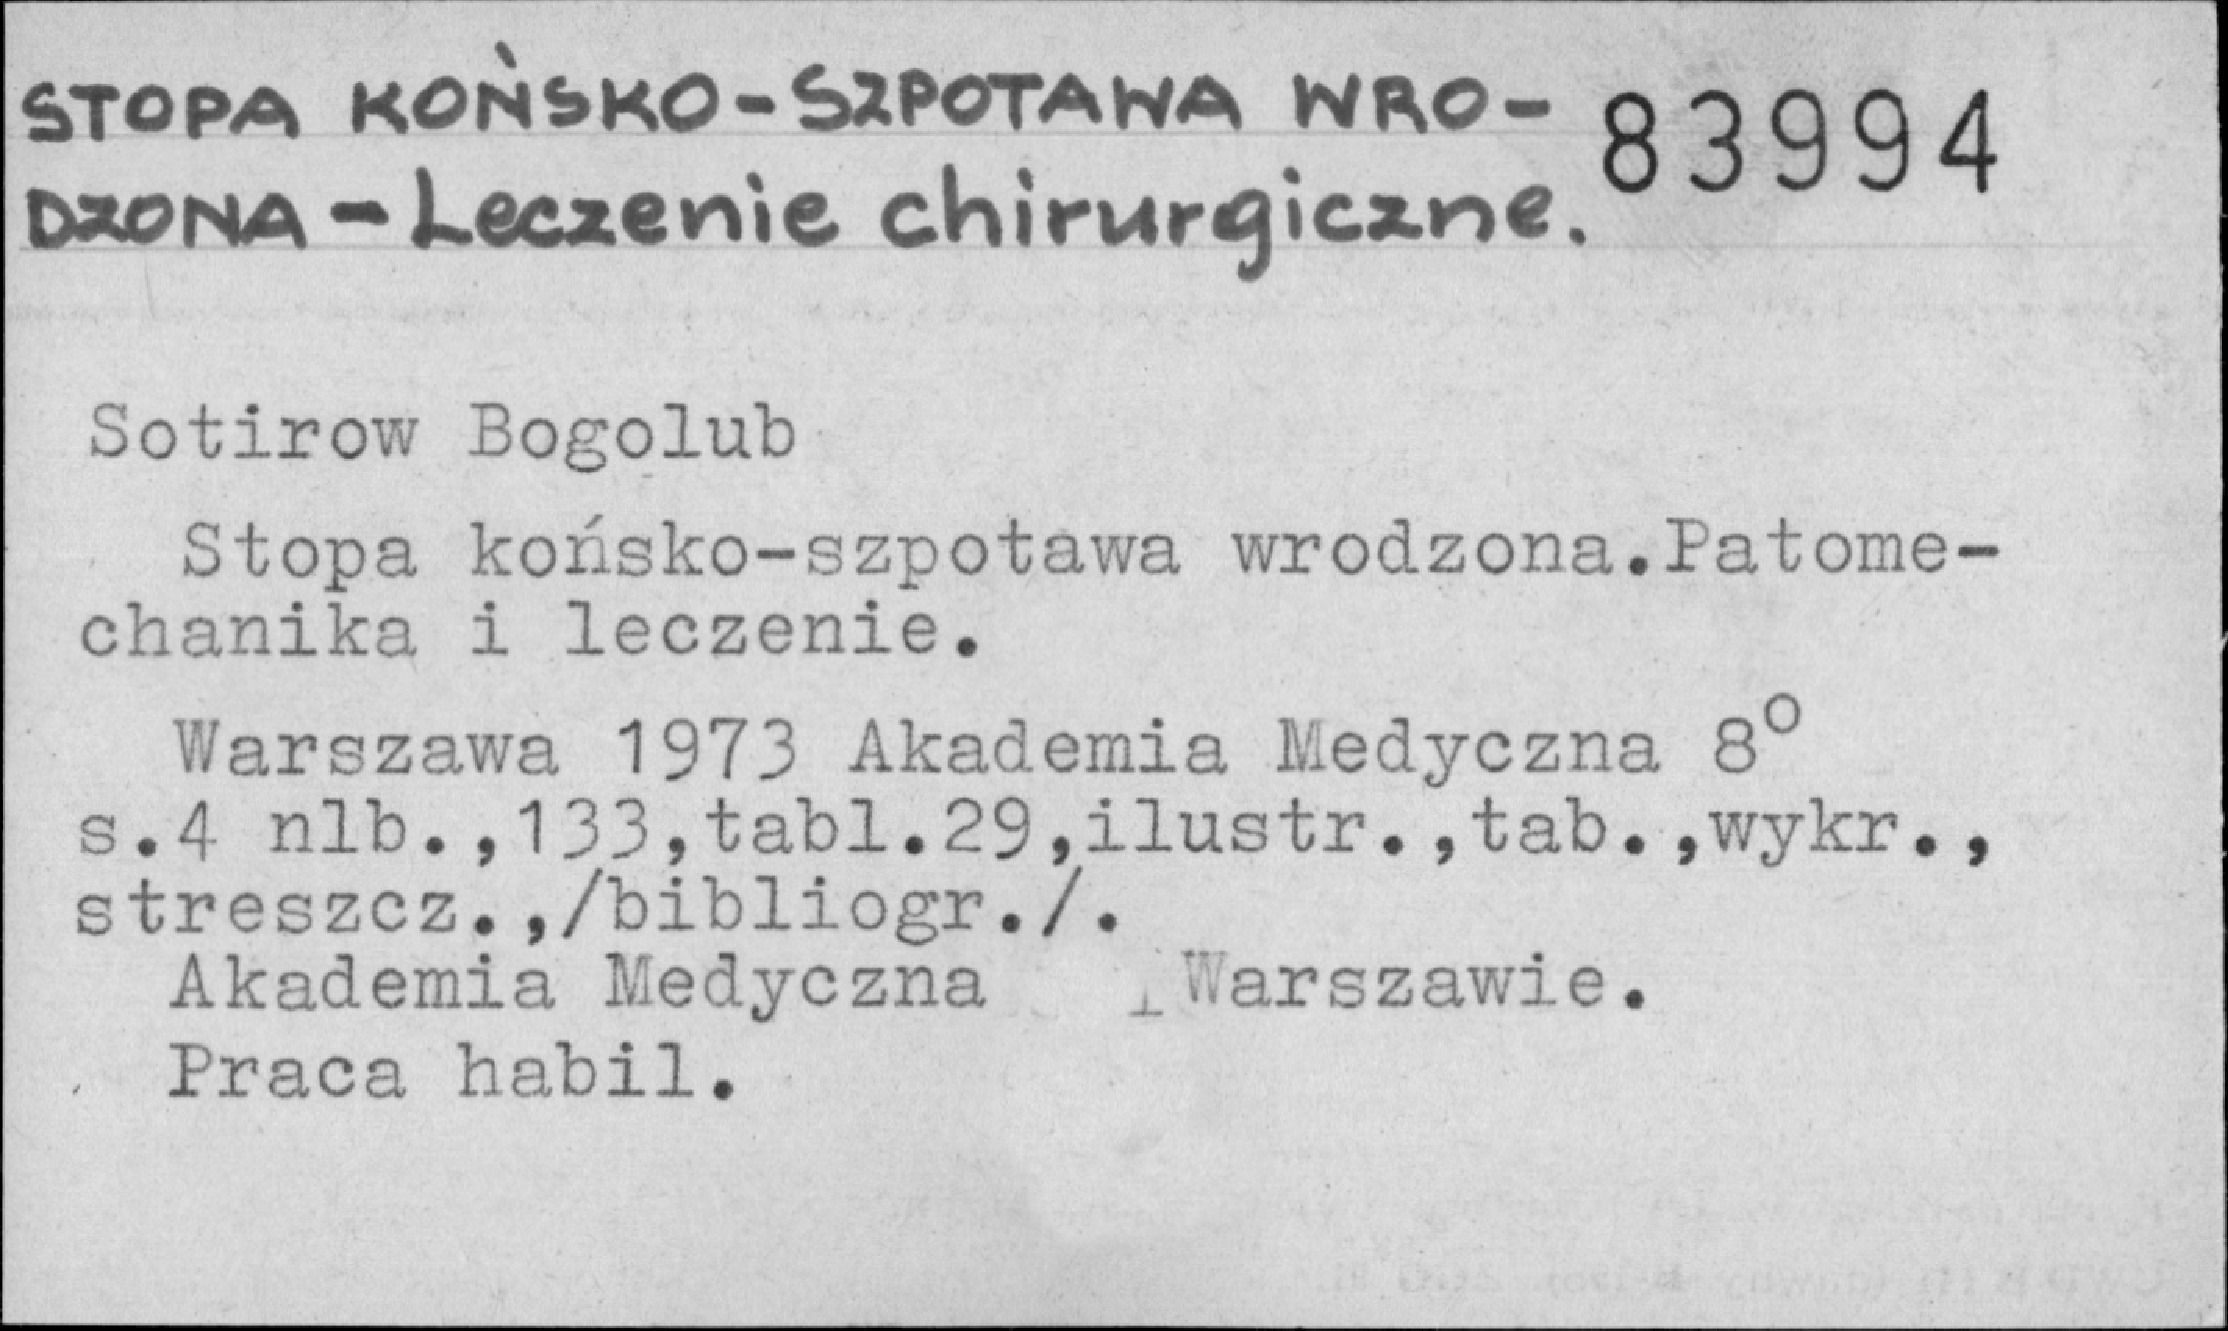 STOPA KOŃSKO-SZPOTAWA WRO- 83994
DZONA - Leczenie chirurgiczne.
Sotirow Bogolub
Stopa końsko-szpotawa wrodzona.Patome-
chanika i leczenie.
Warszawa 1973 Akademia Medyczna 8°
s.4 nlb.,133,tabl.29,ilustr.,tab.,wykr.,
streszcz.,/bibliogr./.
Akademia Medyczna Warszawie.
Praca habil.